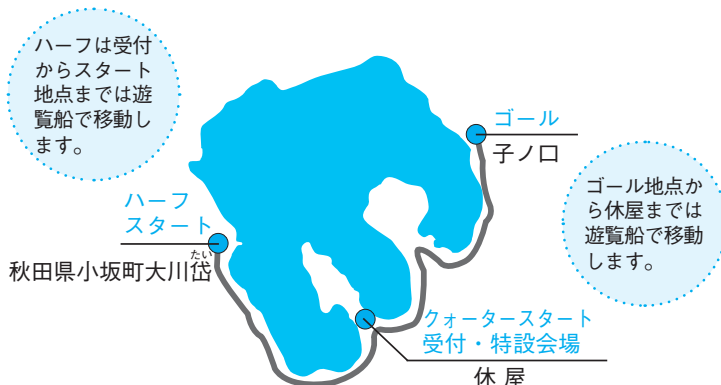 ハーフは受付
からスタート
地点までは遊
覧船で移動し
ます。
ゴール
子ノ口
ゴール地点か
ら休屋までは
遊覧船で移動
します。
ハーフ
スタート
たい
秋田県小坂町大川岱
クォータースタート
受付・特設会場
休 屋